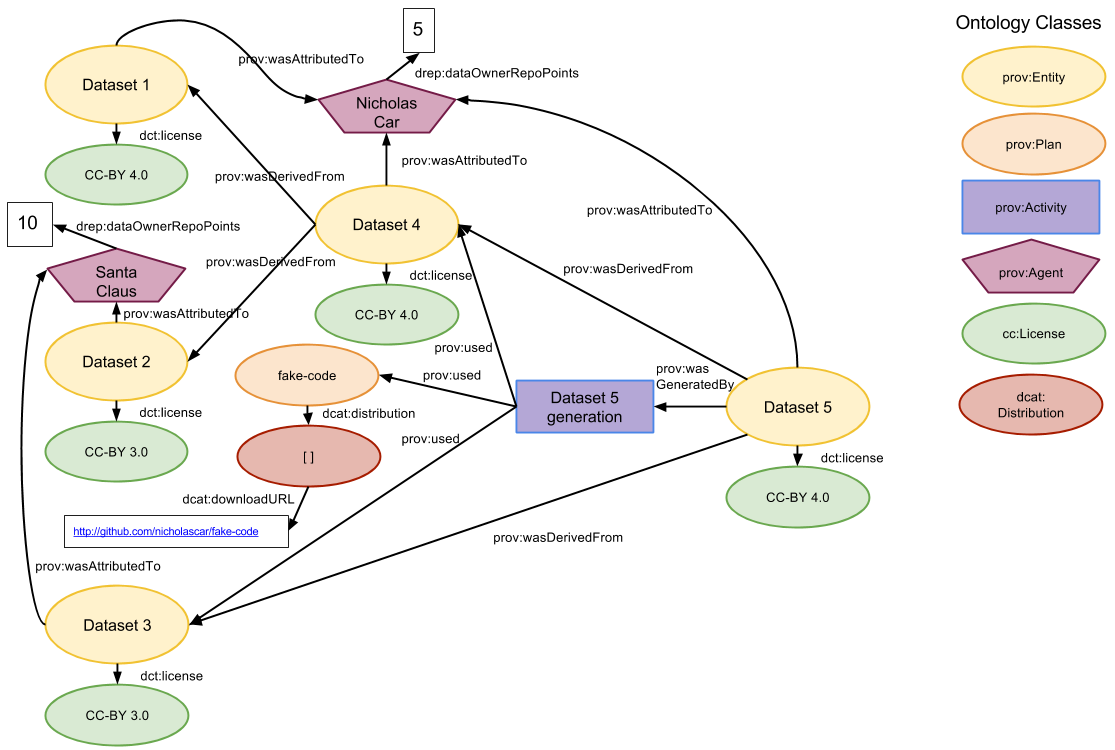 Ontology Classes
5
prov:wasAttributedTo
drep:dataOwnerRepoPoints
Dataset 1
Nicholas
Car
prov:Entity
dct:license
prov:Plan
prov:wasAttributedTo
CC-BY 4.0
prov:wasDerivedFrom
prov:Activity
prov:wasAttributedTo
10
drep:dataOwnerRepoPoints
Dataset 4
prov:wasDerivedFrom
prov:wasDerivedFrom
Santa
Claus
dct:license
prov:Agent
prov:wasAttributedTo
CC-BY 4.0
cc:License
Dataset 2
prov:used
fake-code
prov:used
prov:was
GeneratedBy
dct:license
dcat:distribution
Dataset 5
generation
Dataset 5
dcat:
Distribution
prov:used
CC-BY 3.0
[ ]
dct:license
dcat:downloadURL
CC-BY 4.0
http://github.com/nicholascar/fake-code
prov:wasDerivedFrom
prov:wasAttributedTo
Dataset 3
dct:license
CC-BY 3.0